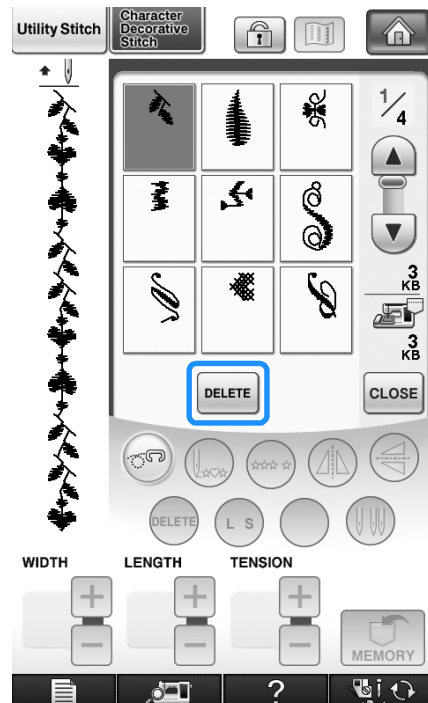 Utility Stitch
Character
Decorative
Stitch
1/4
3
KB
3
KB
DELETE
CLOSE
DELETE
L S
WIDTH
LENGTH
TENSION
+
+
+
−
−
−
MEMORY
?
i